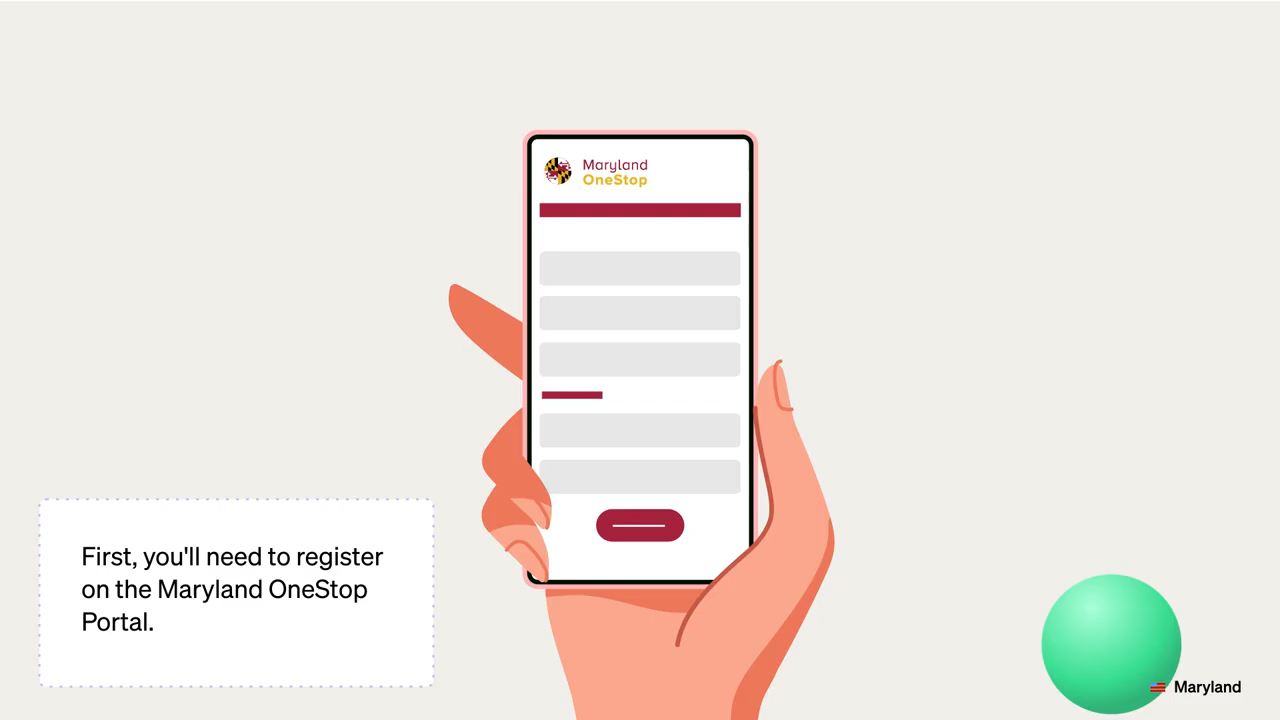 Maryland
OneStop
First, you'll need to register
on the Maryland OneStop
Portal.
Maryland